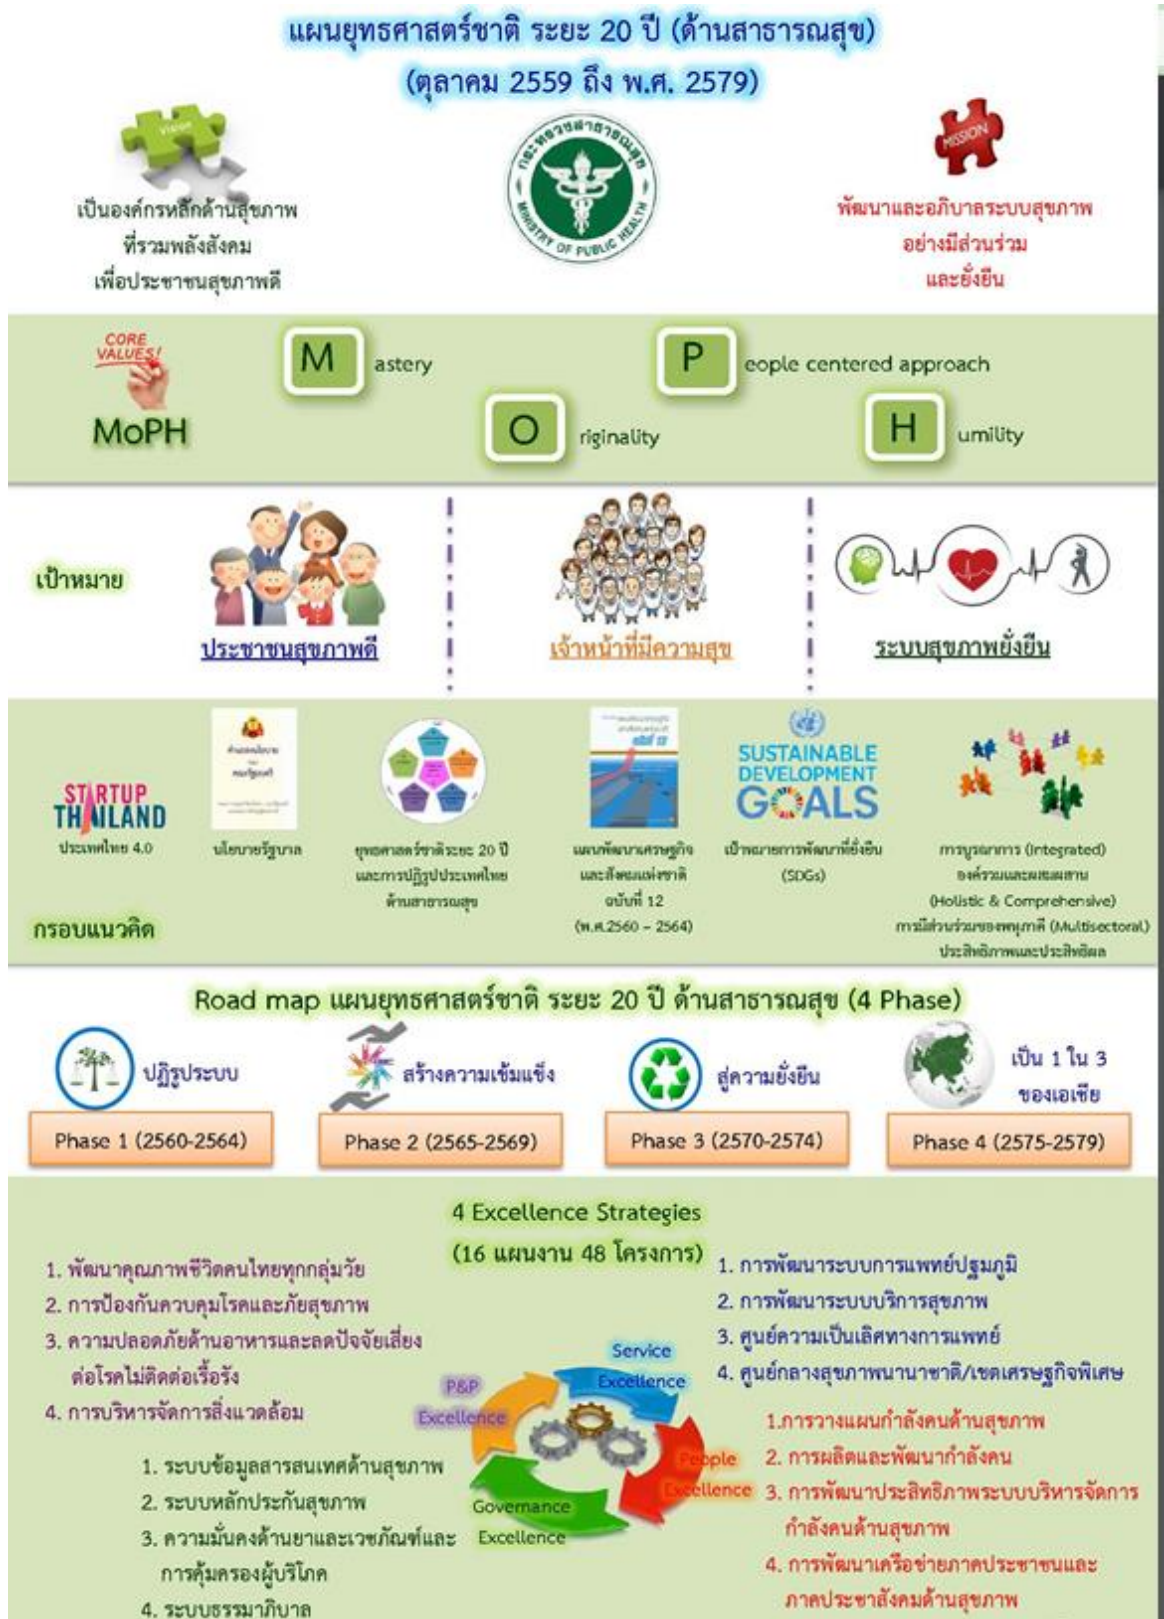 แผนยุทธศาสตร์ชาติ ระยะ 20 ปี (ด้านสาธารณสุข)
(ตุลาคม 2559 ถึง พ.ศ. 2579)
Vision
เป็นองค์กรหลักด้านสุขภาพ
ที่รวมพลังสังคม
เพื่อประชาชนสุขภาพดี
กระทรวงสาธารณสุข
MINISTRY OF PUBLIC HEALTH
MISSION
พัฒนาและอภิบาลระบบสุขภาพ
อย่างมีส่วนร่วม
และยั่งยืน
CORE
VALUES!
MoPH
M astery
O riginality
P eople centered approach
H umility
เป้าหมาย
ประชาชนสุขภาพดี
เจ้าหน้าที่มีความสุข
ระบบสุขภาพยั่งยืน
กรอบแนวคิด
STARTUP
THAILAND
ประเทศไทย 4.0
คณะรัฐมนตรี
นโยบายรัฐบาล
ยุทธศาสตร์ชาติระยะ 20 ปี
และการปฏิรูปประเทศไทย
ด้านสาธารณสุข
แผนพัฒนาเศรษฐกิจ
และสังคมแห่งชาติ
ฉบับที่ 12
(พ.ศ.2560 – 2564)
SUSTAINABLE
DEVELOPMENT
GOALS
เป้าหมายการพัฒนาที่ยั่งยืน
(SDGs)
การบูรณาการ (Integrated)
องค์รวมและผสมผสาน
(Holistic & Comprehensive)
การมีส่วนร่วมของพหุภาคี (Multisectoral)
ประสิทธิภาพและประสิทธิผล
Road map แผนยุทธศาสตร์ชาติ ระยะ 20 ปี ด้านสาธารณสุข (4 Phase)
ปฏิรูประบบ
Phase 1 (2560-2564)
สร้างความเข้มแข็ง
Phase 2 (2565-2569)
สู่ความยั่งยืน
Phase 3 (2570-2574)
เป็น 1 ใน 3
ของเอเชีย
Phase 4 (2575-2579)
4 Excellence Strategies
(16 แผนงาน 48 โครงการ)
1. พัฒนาคุณภาพชีวิตคนไทยทุกกลุ่มวัย
2. การป้องกันควบคุมโรคและภัยสุขภาพ
3. ความปลอดภัยด้านอาหารและลดปัจจัยเสี่ยง
ต่อโรคไม่ติดต่อเรื้อรัง
4. การบริหารจัดการสิ่งแวดล้อม
P&P
Excellence
Service
Excellence
1. การพัฒนาระบบการแพทย์ปฐมภูมิ
2. การพัฒนาระบบบริการสุขภาพ
3. ศูนย์ความเป็นเลิศทางการแพทย์
4. ศูนย์กลางสุขภาพนานาชาติ/เขตเศรษฐกิจพิเศษ
1. ระบบข้อมูลสารสนเทศด้านสุขภาพ
2. ระบบหลักประกันสุขภาพ
3. ความมั่นคงด้านยาและเวชภัณฑ์และ
การคุ้มครองผู้บริโภค
4. ระบบธรรมาภิบาล
Governance
Excellence
People
Excellence
1.การวางแผนกำลังคนด้านสุขภาพ
2. การผลิตและพัฒนากำลังคน
3. การพัฒนาประสิทธิภาพระบบบริหารจัดการ
กำลังคนด้านสุขภาพ
4. การพัฒนาเครือข่ายภาคประชาชนและ
ภาคประชาสังคมด้านสุขภาพ